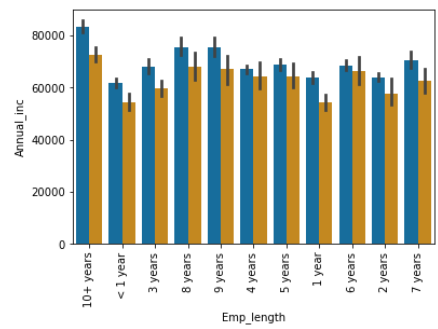 80000
60000
40000
20000
0
Annual_inc
10+ years
< 1 year
3 years
8 years
9 years
4 years
5 years
1 year
6 years
2 years
7 years
Emp_length